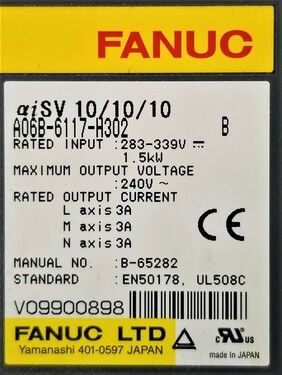 FANUC
αiSV 10/10/10
A06B-6117-H302 B
RATED INPUT :283-339V⎓
1.5kW
MAXIMUM OUTPUT VOLTAGE
:240V~
RATED OUTPUT CURRENT
L axis 3A
M axis 3A
N axis 3A
CE
MANUAL NO. :B-65282
STANDARD :EN50178, UL508C
V09900898
FANUC LTD
Yamanashi 401-0597 JAPAN
c UL US
made in JAPAN